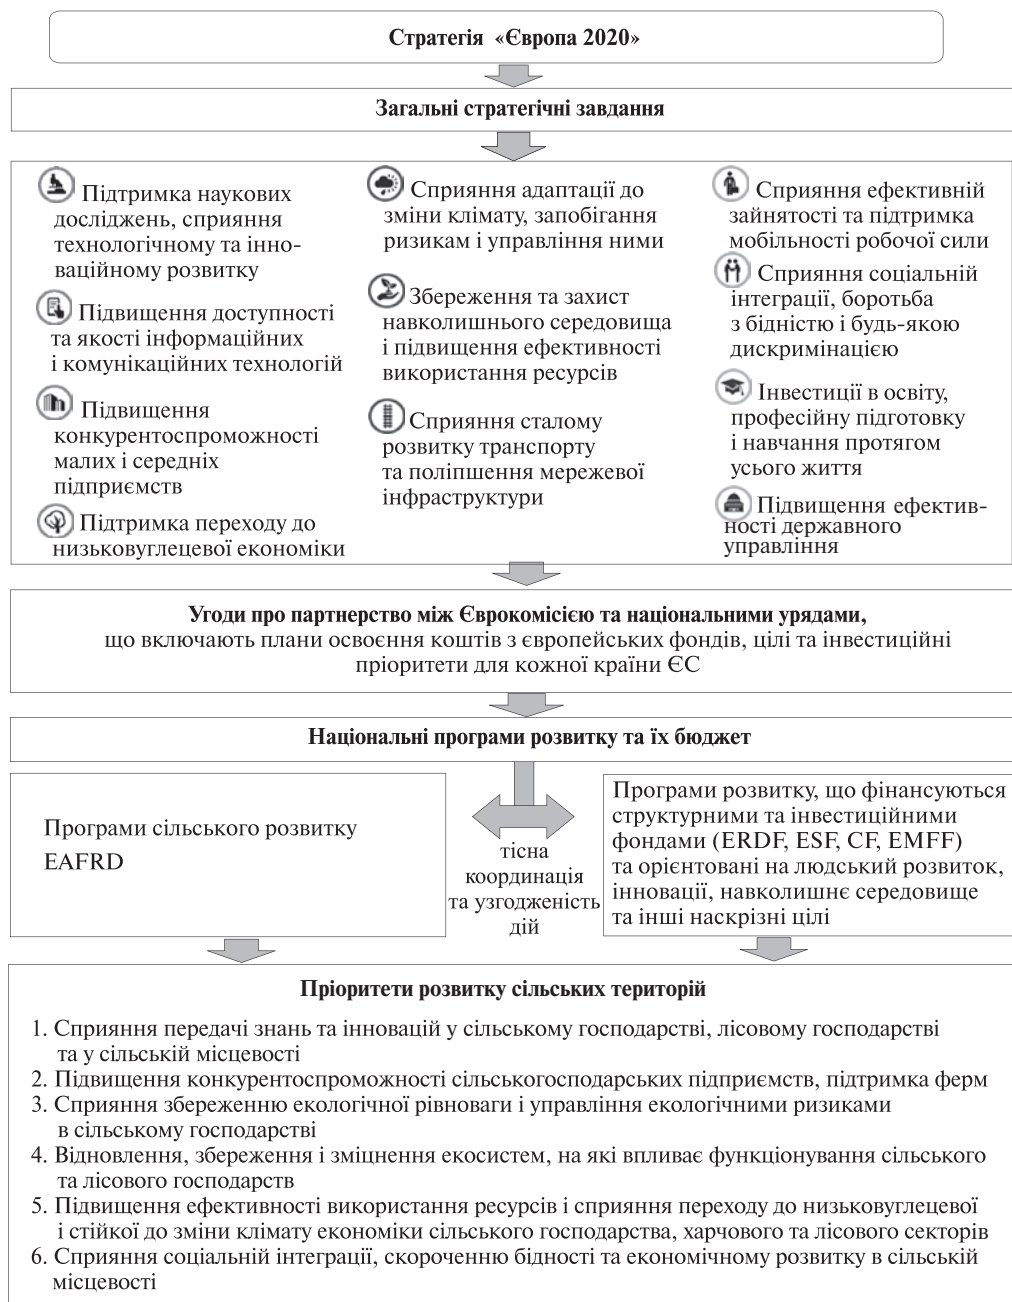 Стратегія «Європа 2020»
Загальні стратегічні завдання
Підтримка наукових
досліджень, сприяння
технологічному та інно-
ваційному розвитку
Підвищення доступності
та якості інформаційних
і комунікаційних технологій
Підвищення
конкурентоспроможності
малих і середніх
підприємств
Підтримка переходу до
низьковуглецевої економіки
Сприяння адаптації до
зміни клімату, запобігання
ризикам і управління ними
Збереження та захист
навколишнього середовища
і підвищення ефективності
використання ресурсів
Сприяння сталому
розвитку транспорту
та поліпшення мережевої
інфраструктури
Сприяння ефективній
зайнятості та підтримка
мобільності робочої сили
Сприяння соціальній
інтеграції, боротьба
з бідністю і будь-якою
дискримінацією
Інвестиції в освіту,
професійну підготовку
і навчання протягом
усього життя
Підвищення ефектив-
ності державного
управління
Угоди про партнерство між Єврокомісією та національними урядами,
що включають плани освоєння коштів з європейських фондів, цілі та інвестиційні
пріоритети для кожної країни ЄС
Національні програми розвитку та їх бюджет
Програми сільського розвитку
EAFRD
тісна
координація
та узгодженість
дій
Програми розвитку, що фінансуються
структурними та інвестиційними
фондами (ERDF, ESF, CF, EMFF)
та орієнтовані на людський розвиток,
інновації, навколишнє середовище
та інші наскрізні цілі
Пріоритети розвитку сільських територій
1. Сприяння передачі знань та інновацій у сільському господарстві, лісовому господарстві
та у сільській місцевості
2. Підвищення конкурентоспроможності сільськогосподарських підприємств, підтримка ферм
3. Сприяння збереженню екологічної рівноваги і управління екологічними ризиками
в сільському господарстві
4. Відновлення, збереження і зміцнення екосистем, на які впливає функціонування сільського
та лісового господарств
5. Підвищення ефективності використання ресурсів і сприяння переходу до низьковуглецевої
і стійкої до зміни клімату економіки сільського господарства, харчового та лісового секторів
6. Сприяння соціальній інтеграції, скороченню бідності та економічному розвитку в сільській
місцевості